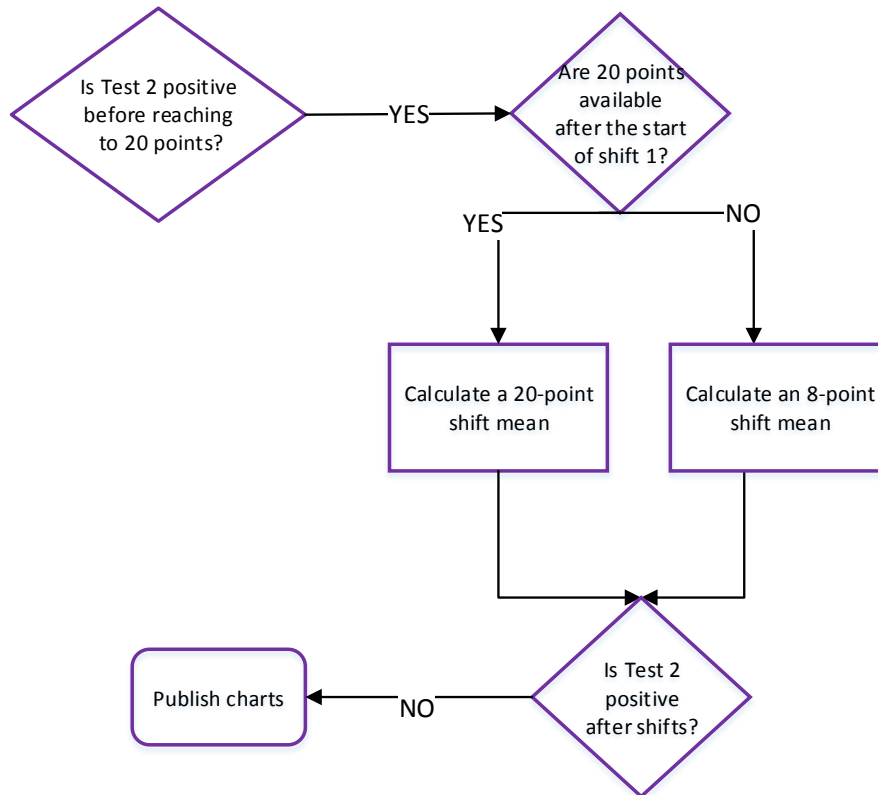 Is Test 2 positive
before reaching
to 20 points?
YES
Are 20 points
available
after the start
of shift 1?
YES
NO
Calculate a 20-point
shift mean
Calculate an 8-point
shift mean
Is Test 2
positive
after shifts?
NO
Publish charts